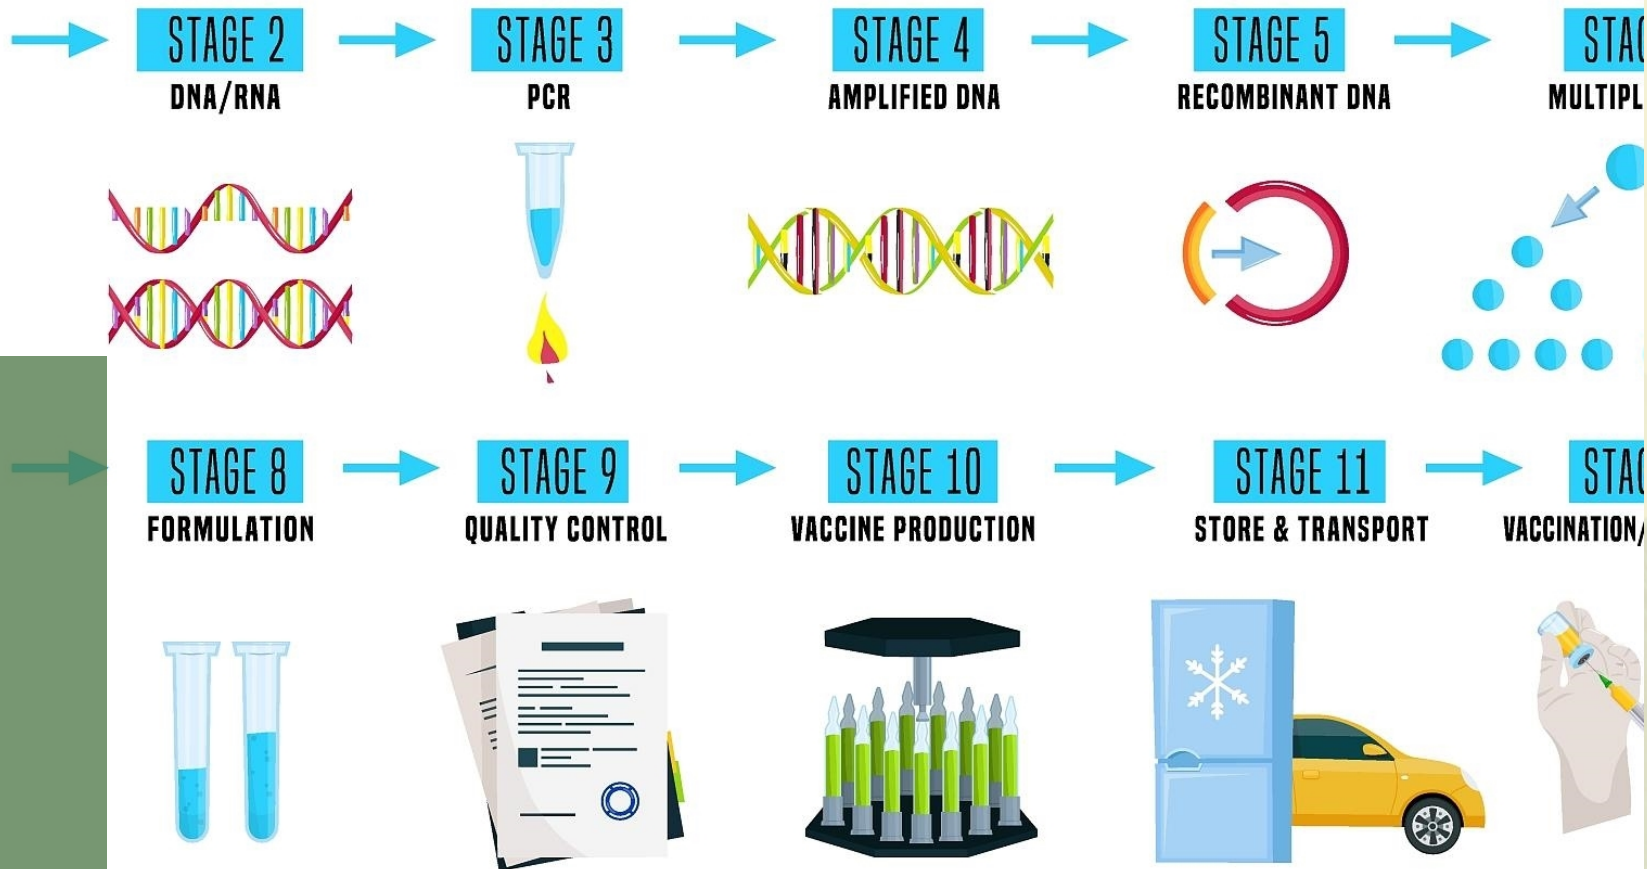 STAGE 2
DNA/RNA
STAGE 3
PCR
STAGE 4
AMPLIFIED DNA
STAGE 5
RECOMBINANT DNA
STAGE 8
FORMULATION
STAGE 9
QUALITY CONTROL
STAGE 10
VACCINE PRODUCTION
STAGE 11
STORE & TRANSPORT
VACCINATION/